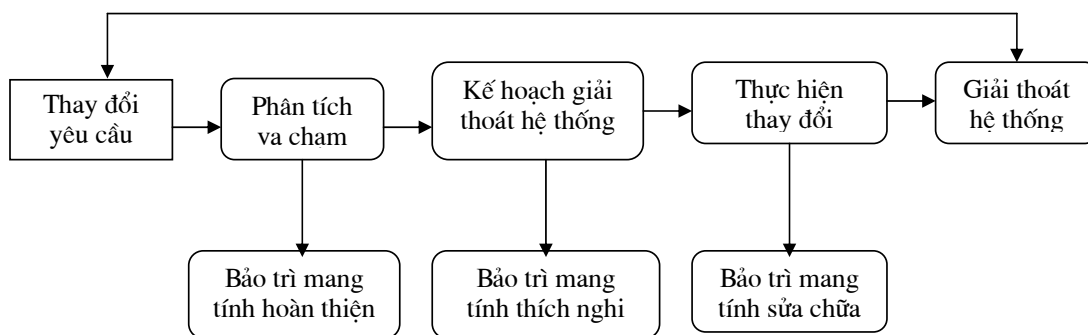 Thay đổi
yêu cầu
Phân tích
va chạm
Kế hoạch giải
thoát hệ thống
Thực hiện
thay đổi
Giải thoát
hệ thống
Bảo trì mang
tính hoàn thiện
Bảo trì mang
tính thích nghi
Bảo trì mang
tính sửa chữa